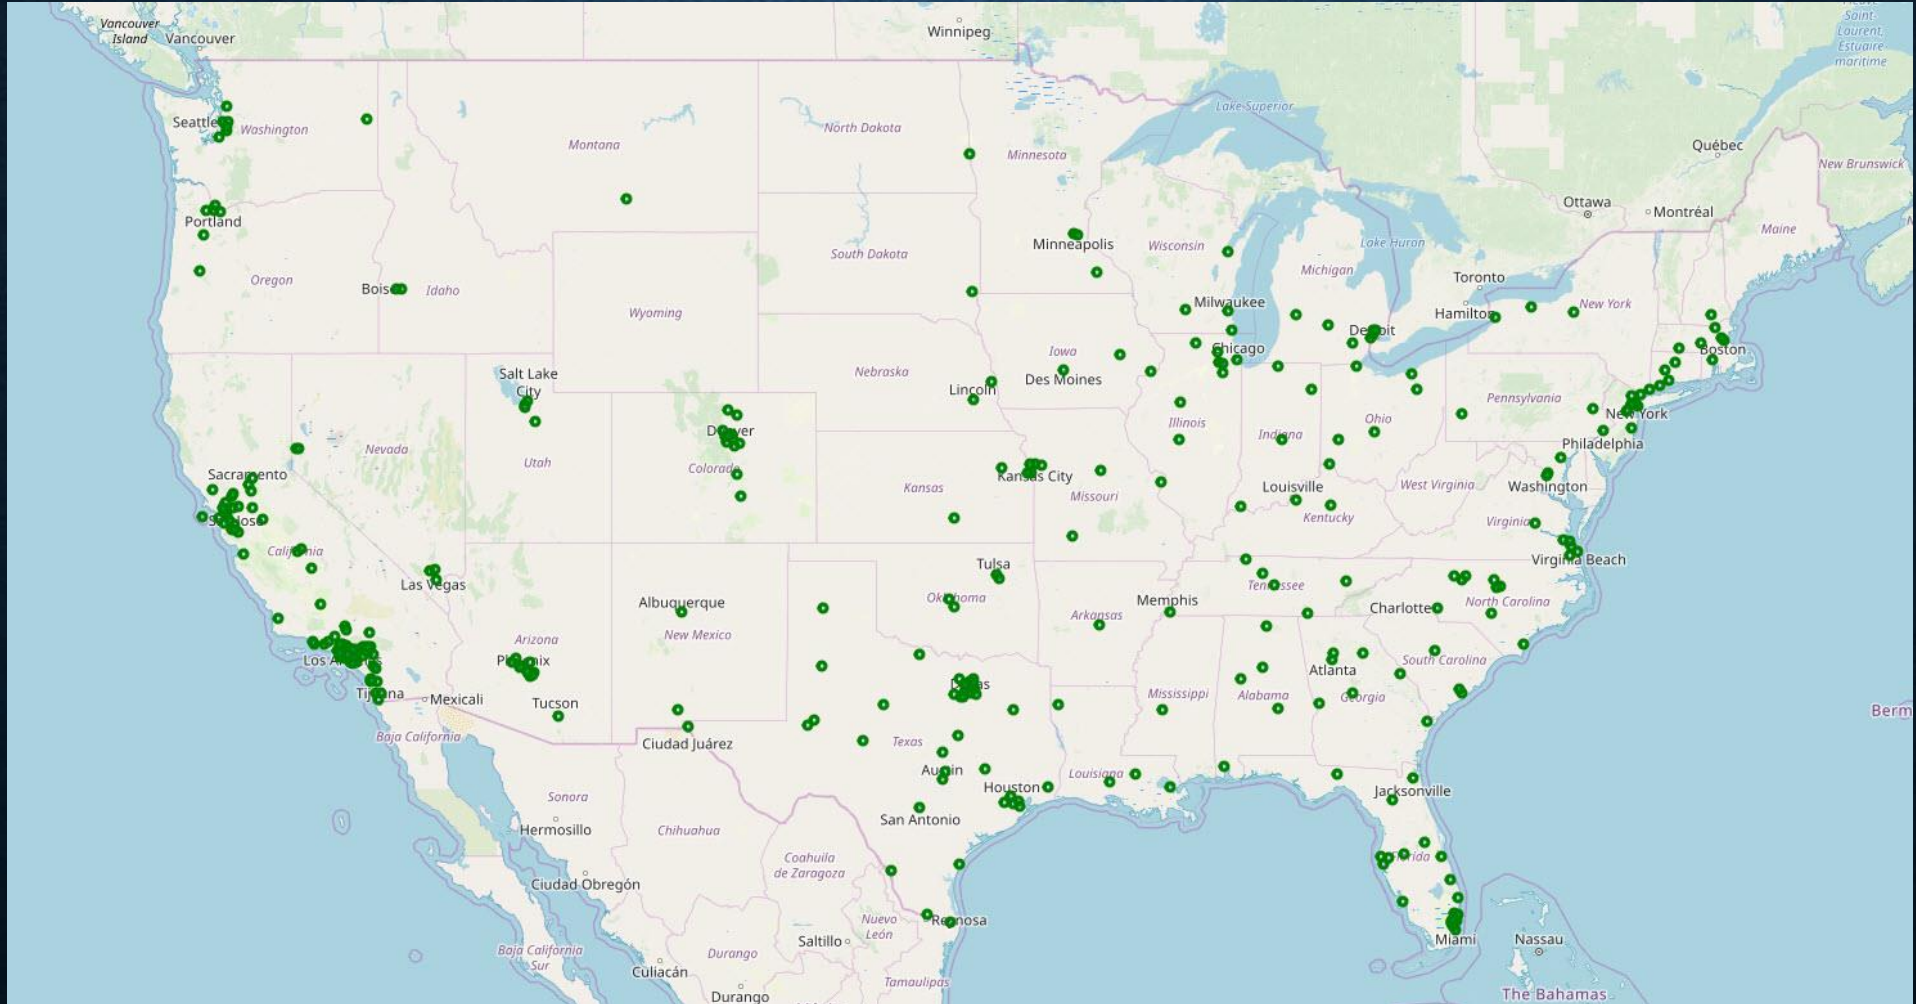 Vancouver
Island
Vancouver
Winnipeg
Saint-
Laurent,
Estuaire
maritime
Lake Superior
Seattle
Washington
North Dakota
Montana
Minnesota
Québec
New Brunswick
Ottawa
Montréal
Portland
Maine
Minneapolis
Wisconsin
Lake Huron
South Dakota
Michigan
Toronto
Oregon
Idaho
Milwaukee
New York
Hamilton
Wyoming
Chicago
Boston
Iowa
Salt Lake
City
Nebraska
Des Moines
Lincoln
Pennsylvania
New York
Illinois
Ohio
Indiana
Nevada
Philadelphia
Utah
Colorado
Sacramento
Kansas City
West Virginia
Washington
Kansas
Louisville
Missouri
Kentucky
Virginia
California
Virginia Beach
Tulsa
Las Vegas
Tennessee
Albuquerque
Memphis
North Carolina
Charlotte
Arkansas
New Mexico
Arizona
South Carolina
Atlanta
Mexicali
Mississippi
Alabama
Georgia
Tucson
Baja California
Ciudad Juárez
Texas
Louisiana
Houston
Jacksonville
Sonora
San Antonio
Hermosillo
Chihuahua
Coahuila
de Zaragoza
Ciudad Obregón
Nuevo
León
Saltillo
Miami
Nassau
Baja California
Sur
Durango
Culiacán
Tamaulipas
Durango
The Bahamas